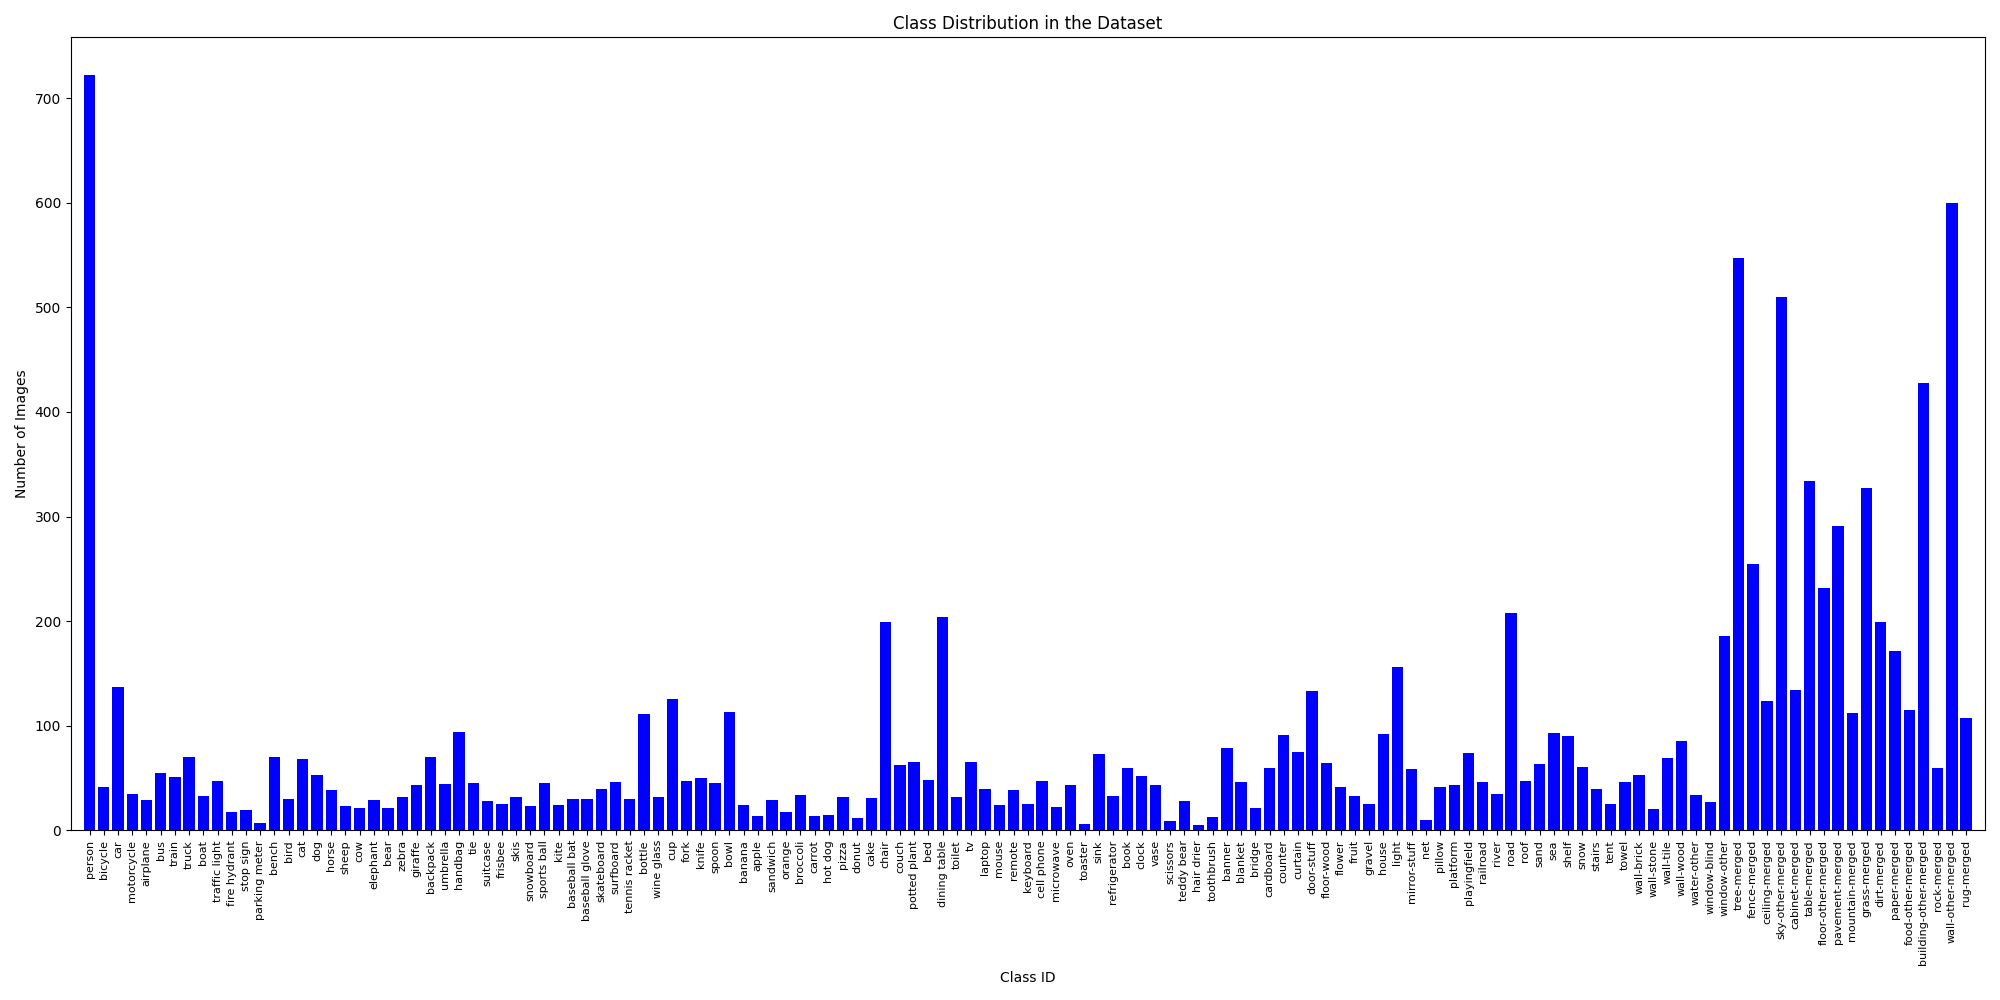 Class Distribution in the Dataset
Number of Images
700
600
500
400
300
200
100
0
person
bicycle
car
motorcycle
airplane
bus
train
truck
boat
traffic light
fire hydrant
stop sign
parking meter
bench
bird
cat
dog
horse
sheep
cow
elephant
bear
zebra
giraffe
backpack
umbrella
handbag
tie
suitcase
frisbee
skis
snowboard
sports ball
kite
baseball bat
baseball glove
skateboard
surfboard
tennis racket
bottle
wine glass
cup
fork
knife
spoon
bowl
banana
apple
sandwich
orange
broccoli
carrot
hot dog
pizza
donut
cake
chair
couch
potted plant
bed
dining table
toilet
tv
laptop
mouse
remote
keyboard
cell phone
microwave
oven
toaster
sink
refrigerator
book
clock
vase
scissors
teddy bear
hair drier
toothbrush
banner
blanket
bridge
cardboard
counter
curtain
door-stuff
floor-wood
flower
fruit
gravel
house
light
mirror-stuff
net
pillow
platform
playingfield
railroad
river
road
roof
sand
sea
shelf
snow
stairs
tent
towel
wall-brick
wall-stone
wall-tile
wall-wood
water-other
window-blind
window-other
tree-merged
fence-merged
ceiling-merged
sky-other-merged
cabinet-merged
table-merged
floor-other-merged
pavement-merged
mountain-merged
grass-merged
dirt-merged
paper-merged
food-other-merged
building-other-merged
rock-merged
wall-other-merged
rug-merged
Class ID